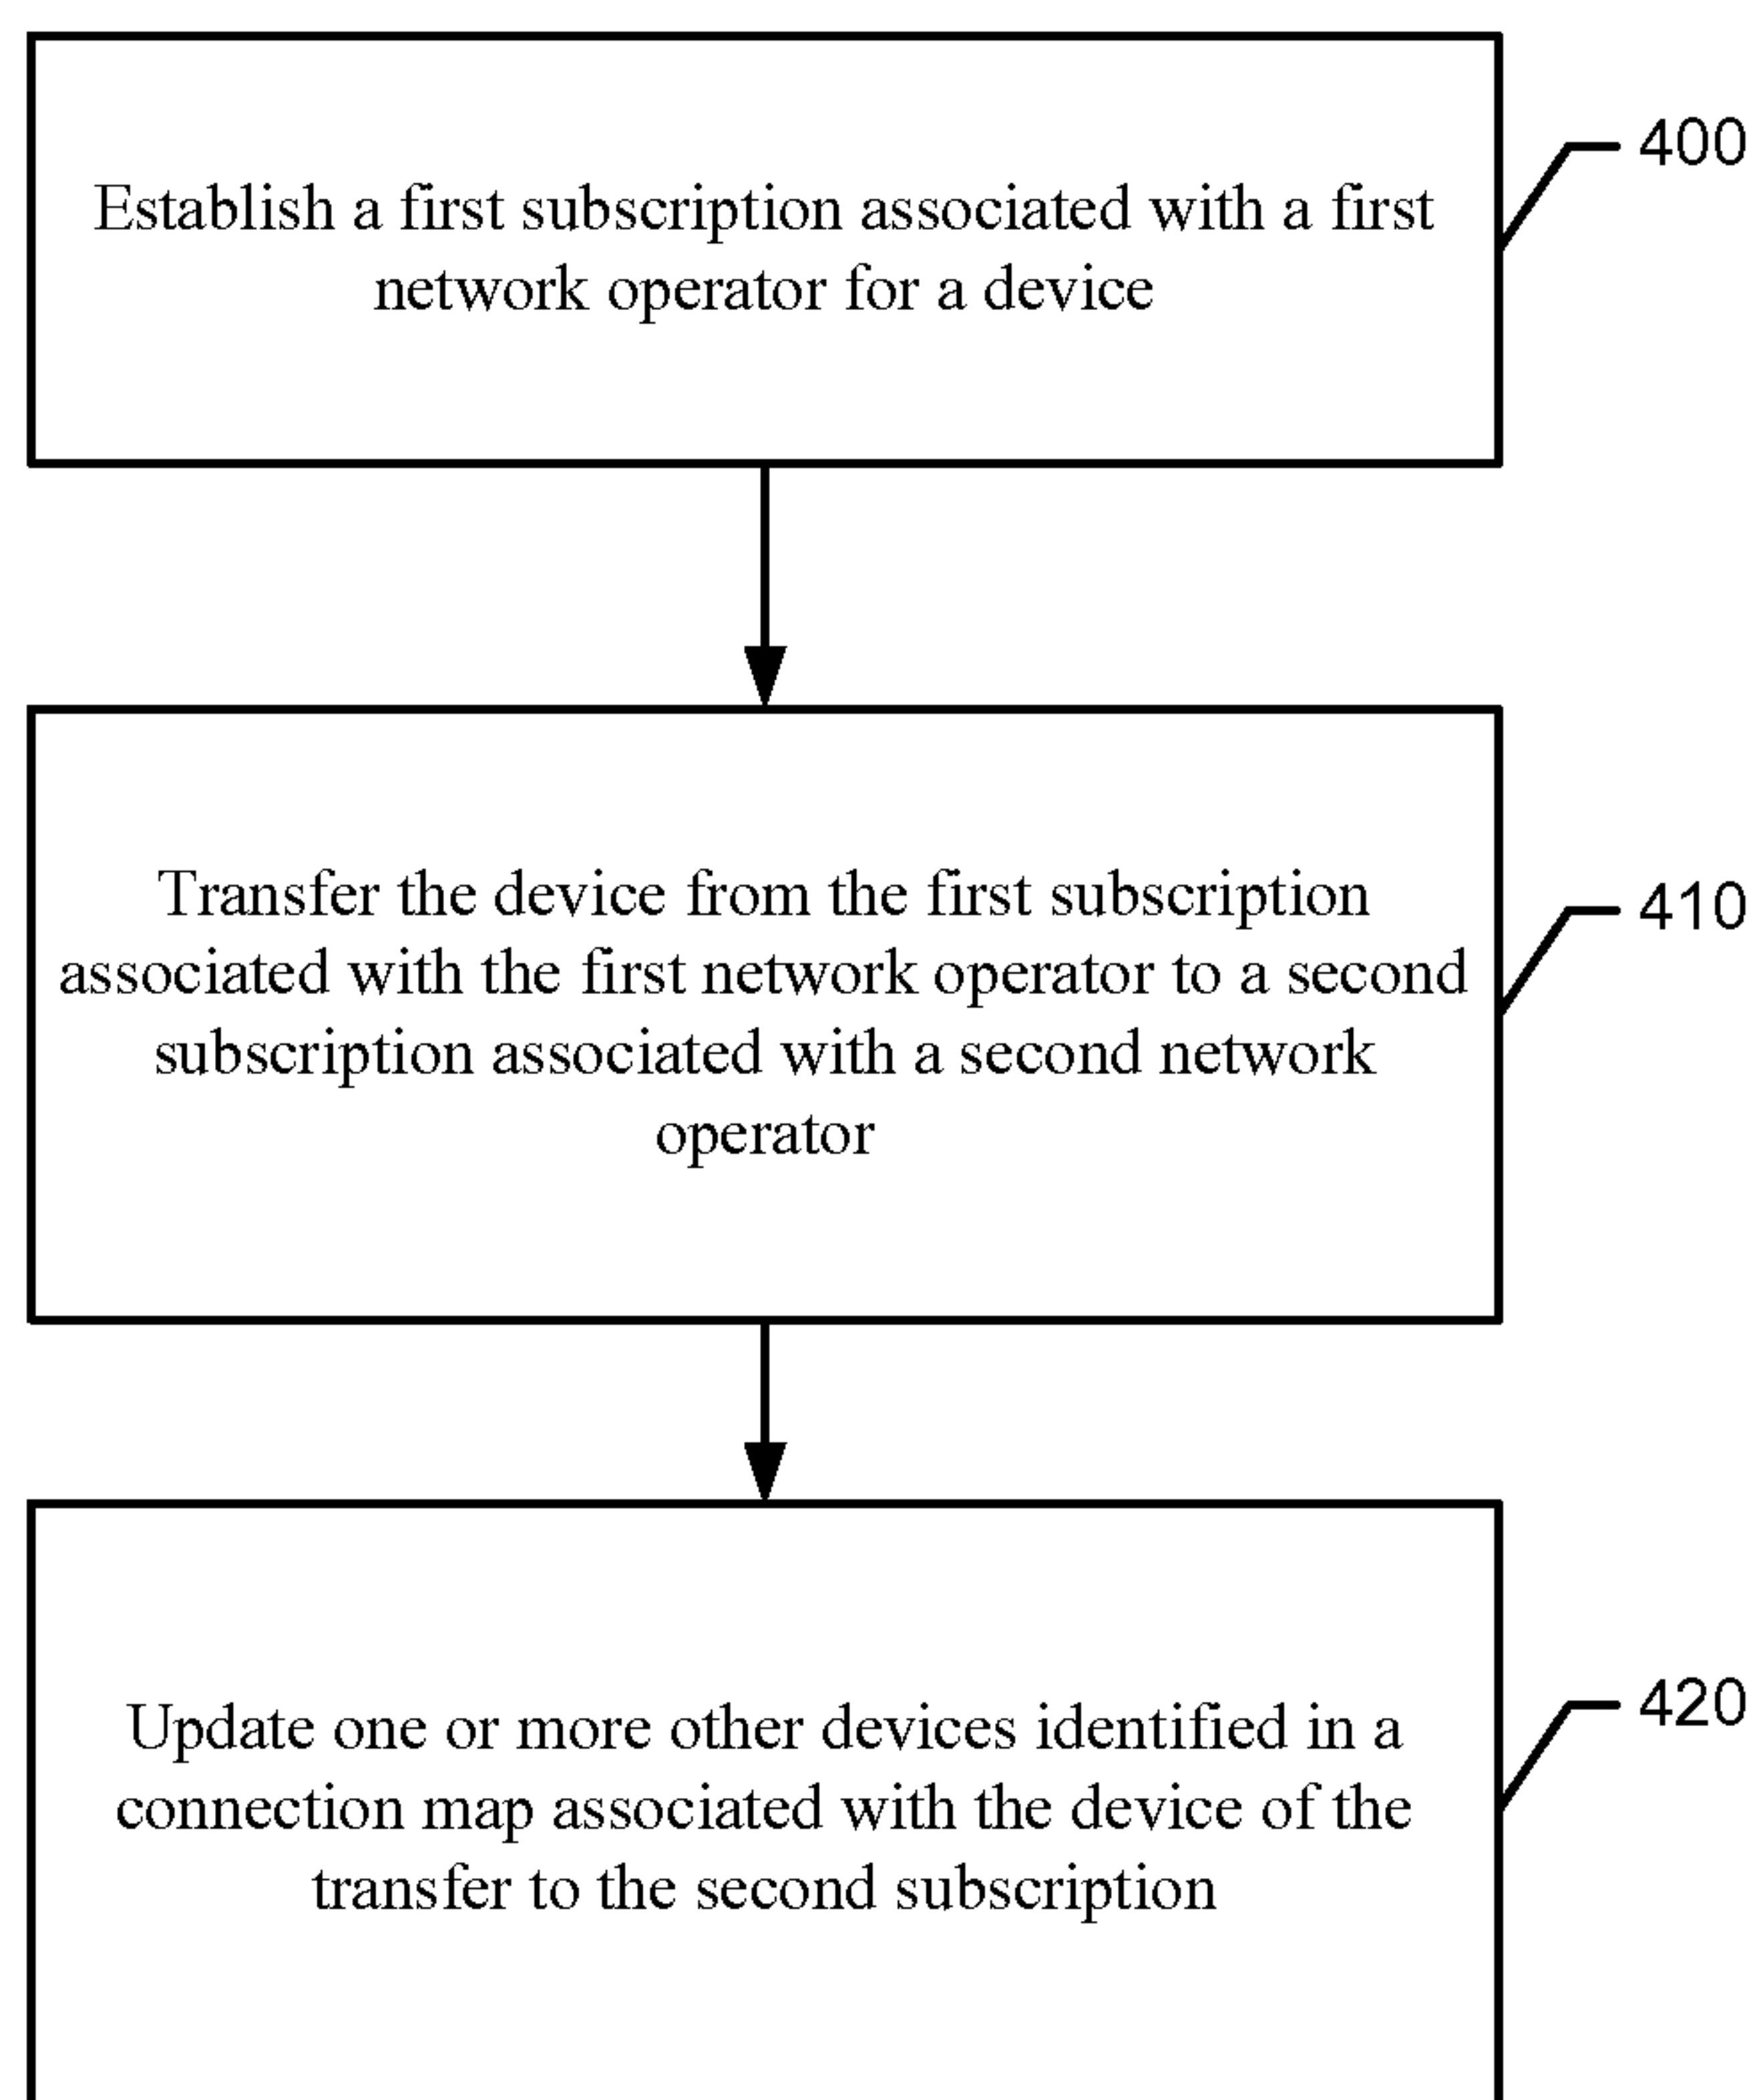 Establish a first subscription associated with a first
network operator for a device
400
Transfer the device from the first subscription
associated with the first network operator to a second
subscription associated with a second network
operator
410
Update one or more other devices identified in a
connection map associated with the device of the
transfer to the second subscription
420